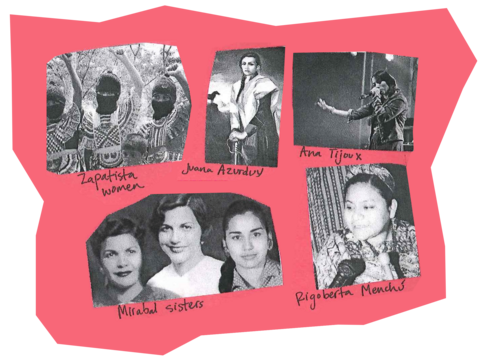 Zapatista
women
Juana Azurduy
Ana Tijoux
Mirabal sisters
Rigoberta Menchú